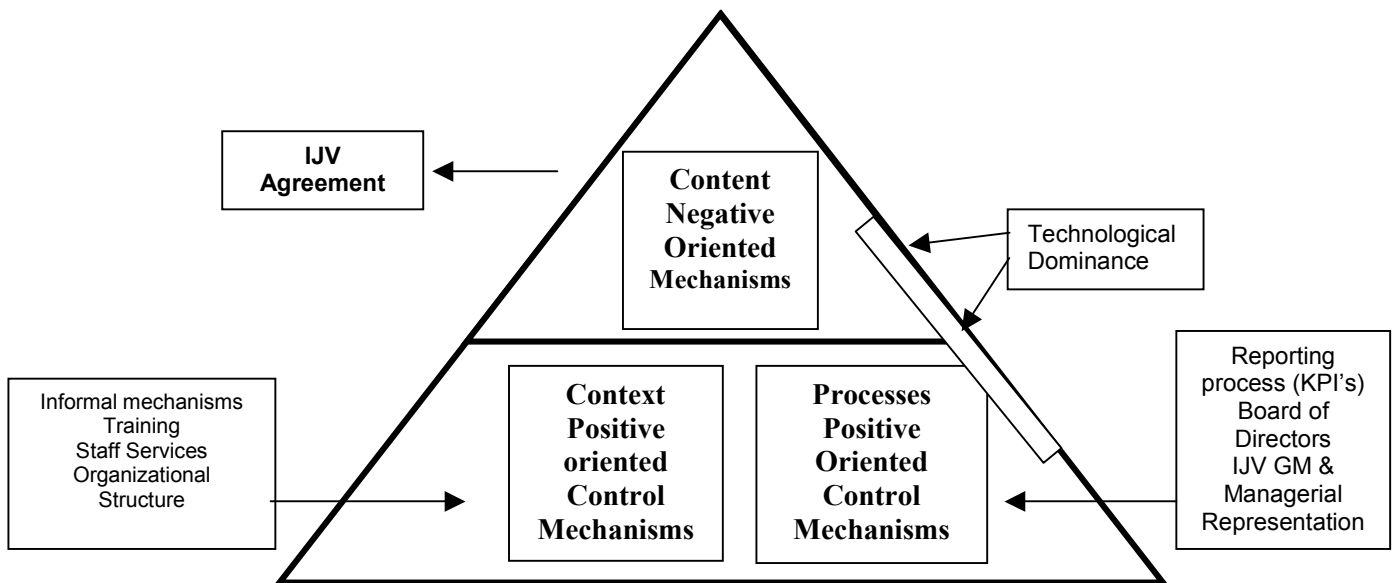 IJV
Agreement
Content
Negative
Oriented
Mechanisms
Technological
Dominance
Informal mechanisms
Training
Staff Services
Organizational
Structure
Context
Positive
oriented
Control
Mechanisms
Processes
Positive
Oriented
Control
Mechanisms
Reporting
process (KPI's)
Board of
Directors
IJV GM &
Managerial
Representation